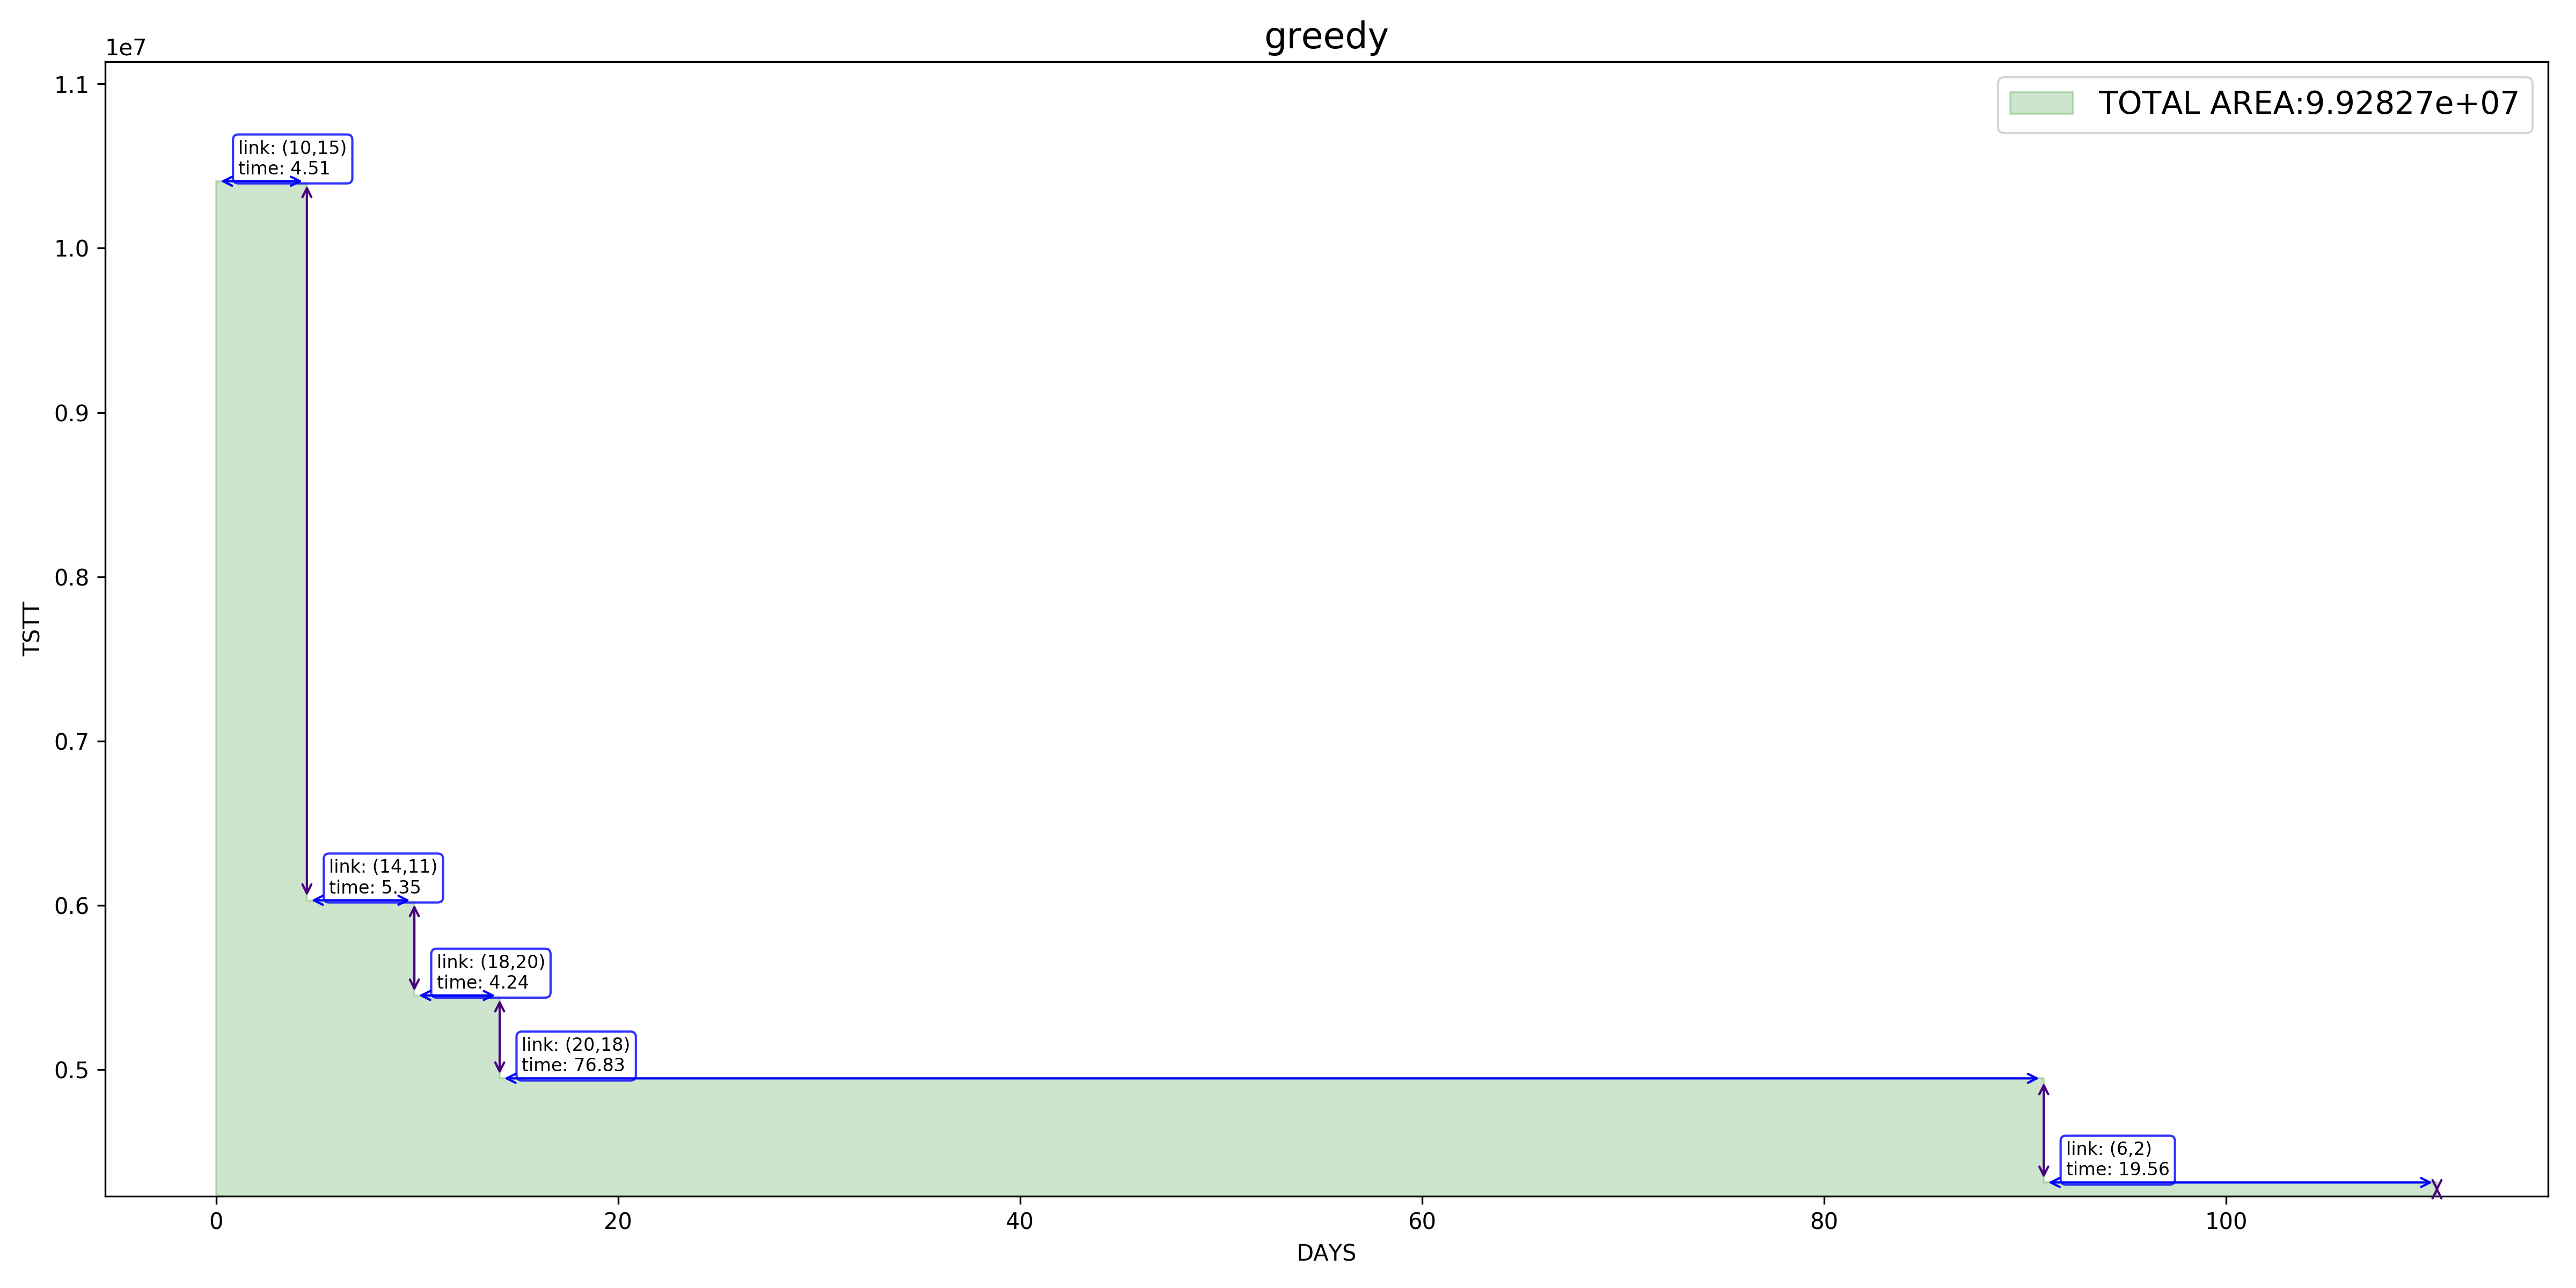 greedy
1e7
1.1
1.0
0.9
0.8
0.7
0.6
0.5
TSTT
TOTAL AREA:9.92827e+07
link: (10,15)
time: 4.51
link: (14,11)
time: 5.35
link: (18,20)
time: 4.24
link: (20,18)
time: 76.83
link: (6,2)
time: 19.56
0
20
40
60
80
100
DAYS